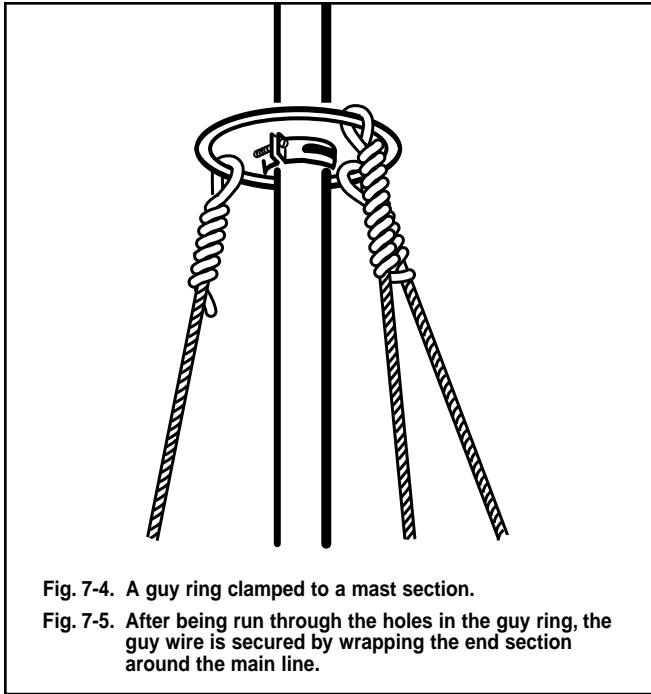 Fig. 7-4. A guy ring clamped to a mast section.
Fig. 7-5. After being run through the holes in the guy ring, the
guy wire is secured by wrapping the end section
around the main line.